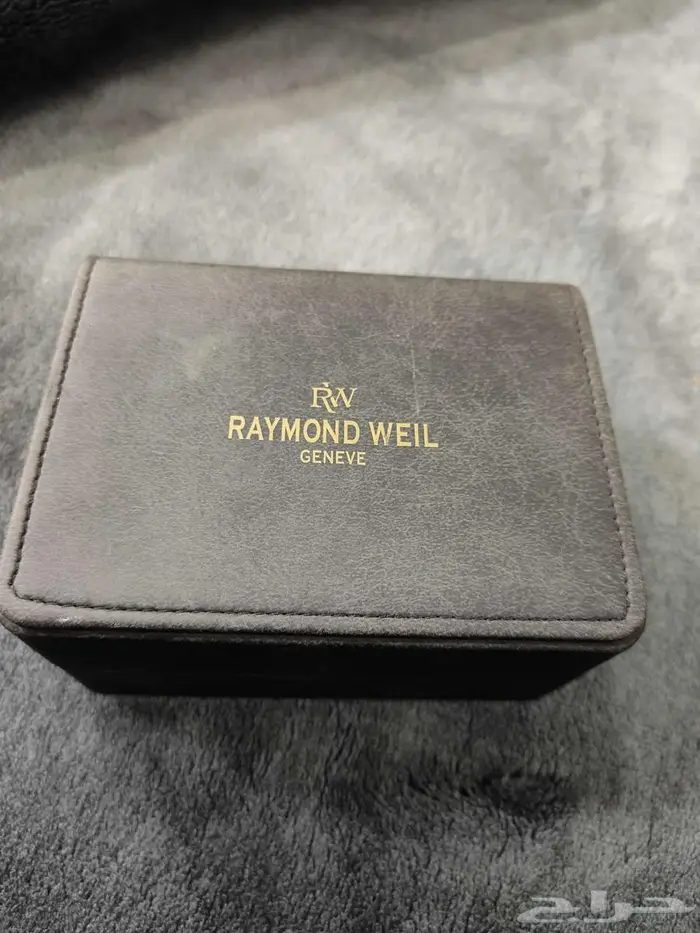 RW
RAYMOND WEIL
GENEVE
حراج